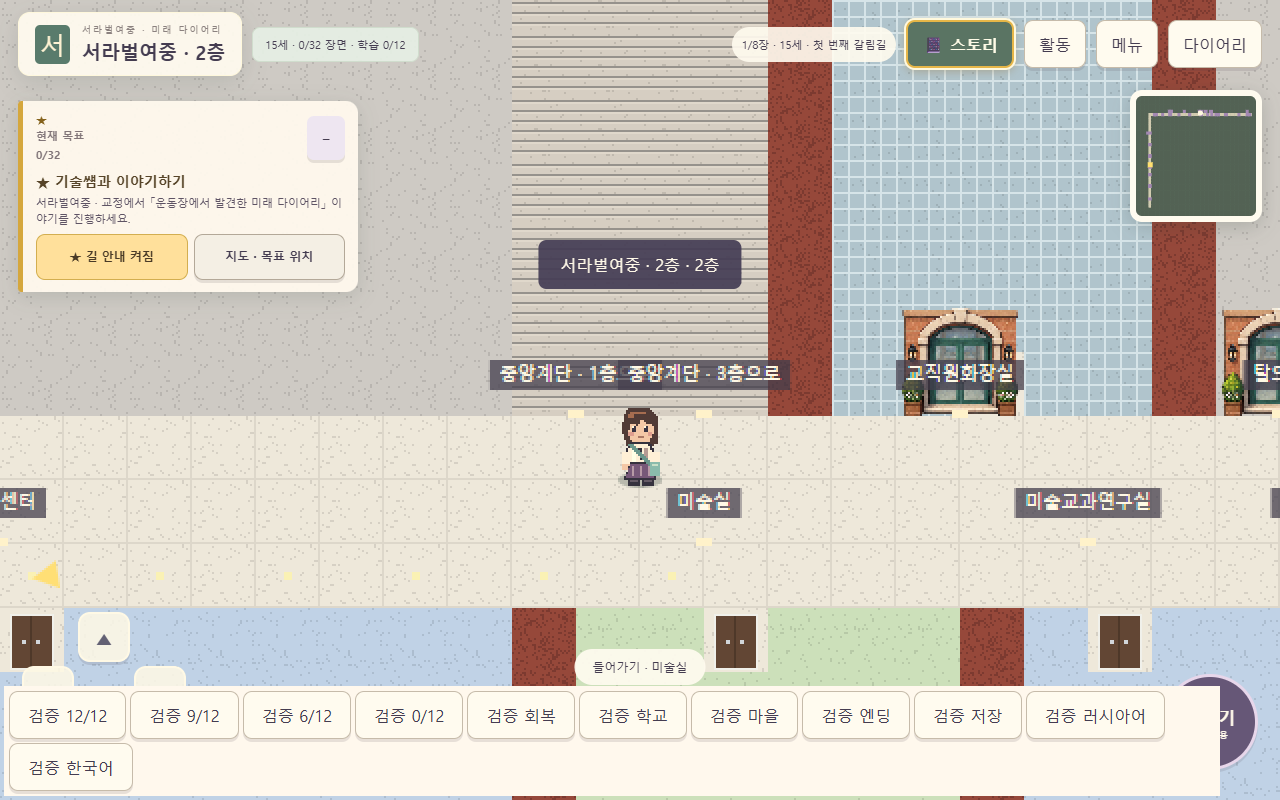 서
서라벌여중 · 미래 다이어리
서라벌여중 · 2층
15세 · 0/32 장면 · 학습 0/12
1/8장 · 15세 · 첫 번째 갈림길
스토리
활동
메뉴
다이어리
★
현재 목표
0/32
–
★ 기술쌤과 이야기하기
서라벌여중 · 교정에서 「운동장에서 발견한 미래 다이어리」 이
야기를 진행하세요.
★ 길 안내 켜짐
지도 · 목표 위치
서라벌여중 · 2층 · 2층
중앙계단 · 1층
중앙계단 · 3층으로
교직원화장실
센터
미술실
미술교과연구실
▲
들어가기 · 미술실
검증 12/12
검증 9/12
검증 6/12
검증 0/12
검증 회복
검증 학교
검증 마을
검증 엔딩
검증 저장
검증 러시아어
기
용
검증 한국어